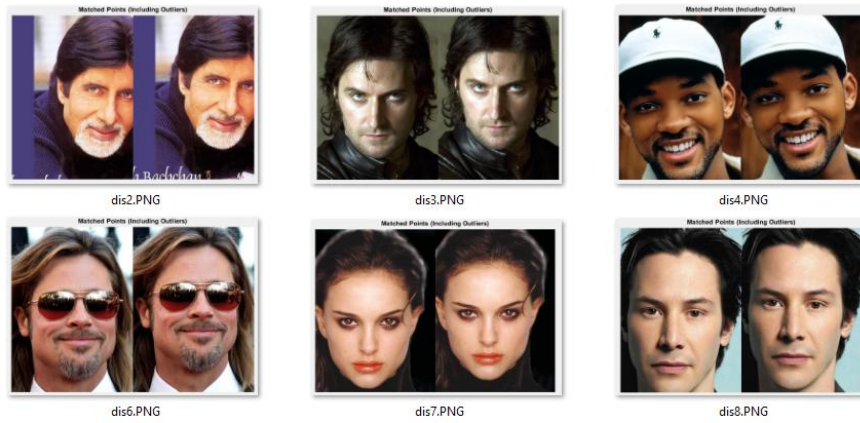 Matched Points (Including Outliers)
Matched Points (Including Outliers)
Matched Points (Including Outliers)
h Bachchan
dis2.PNG
dis3.PNG
dis4.PNG
Matched Points (Including Outliers)
Matched Points (Including Outliers)
Matched Points (Including Outliers)
dis6.PNG
dis7.PNG
dis8.PNG